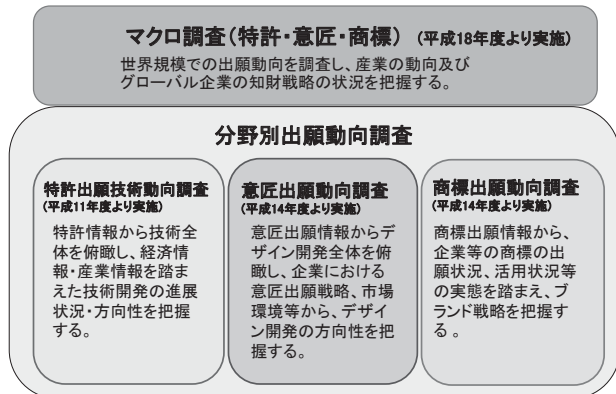 マクロ調査(特許・意匠・商標) (平成18年度より実施)
世界規模での出願動向を調査し、産業の動向及び
グローバル企業の知財戦略の状況を把握する。
分野別出願動向調査
特許出願技術動向調査
(平成11年度より実施)
特許情報から技術全
体を俯瞰し、経済情
報・産業情報を踏ま
えた技術開発の進展
状況・方向性を把握
する。
意匠出願動向調査
(平成14年度より実施)
意匠出願情報からデ
ザイン開発全体を俯
瞰し、企業における
意匠出願戦略、市場
環境等から、デザイ
ン開発の方向性を把
握する。
商標出願動向調査
(平成14年度より実施)
商標出願情報から、
企業等の商標の出
願状況、活用状況等
の実態を踏まえ、ブ
ランド戦略を把握す
る 。